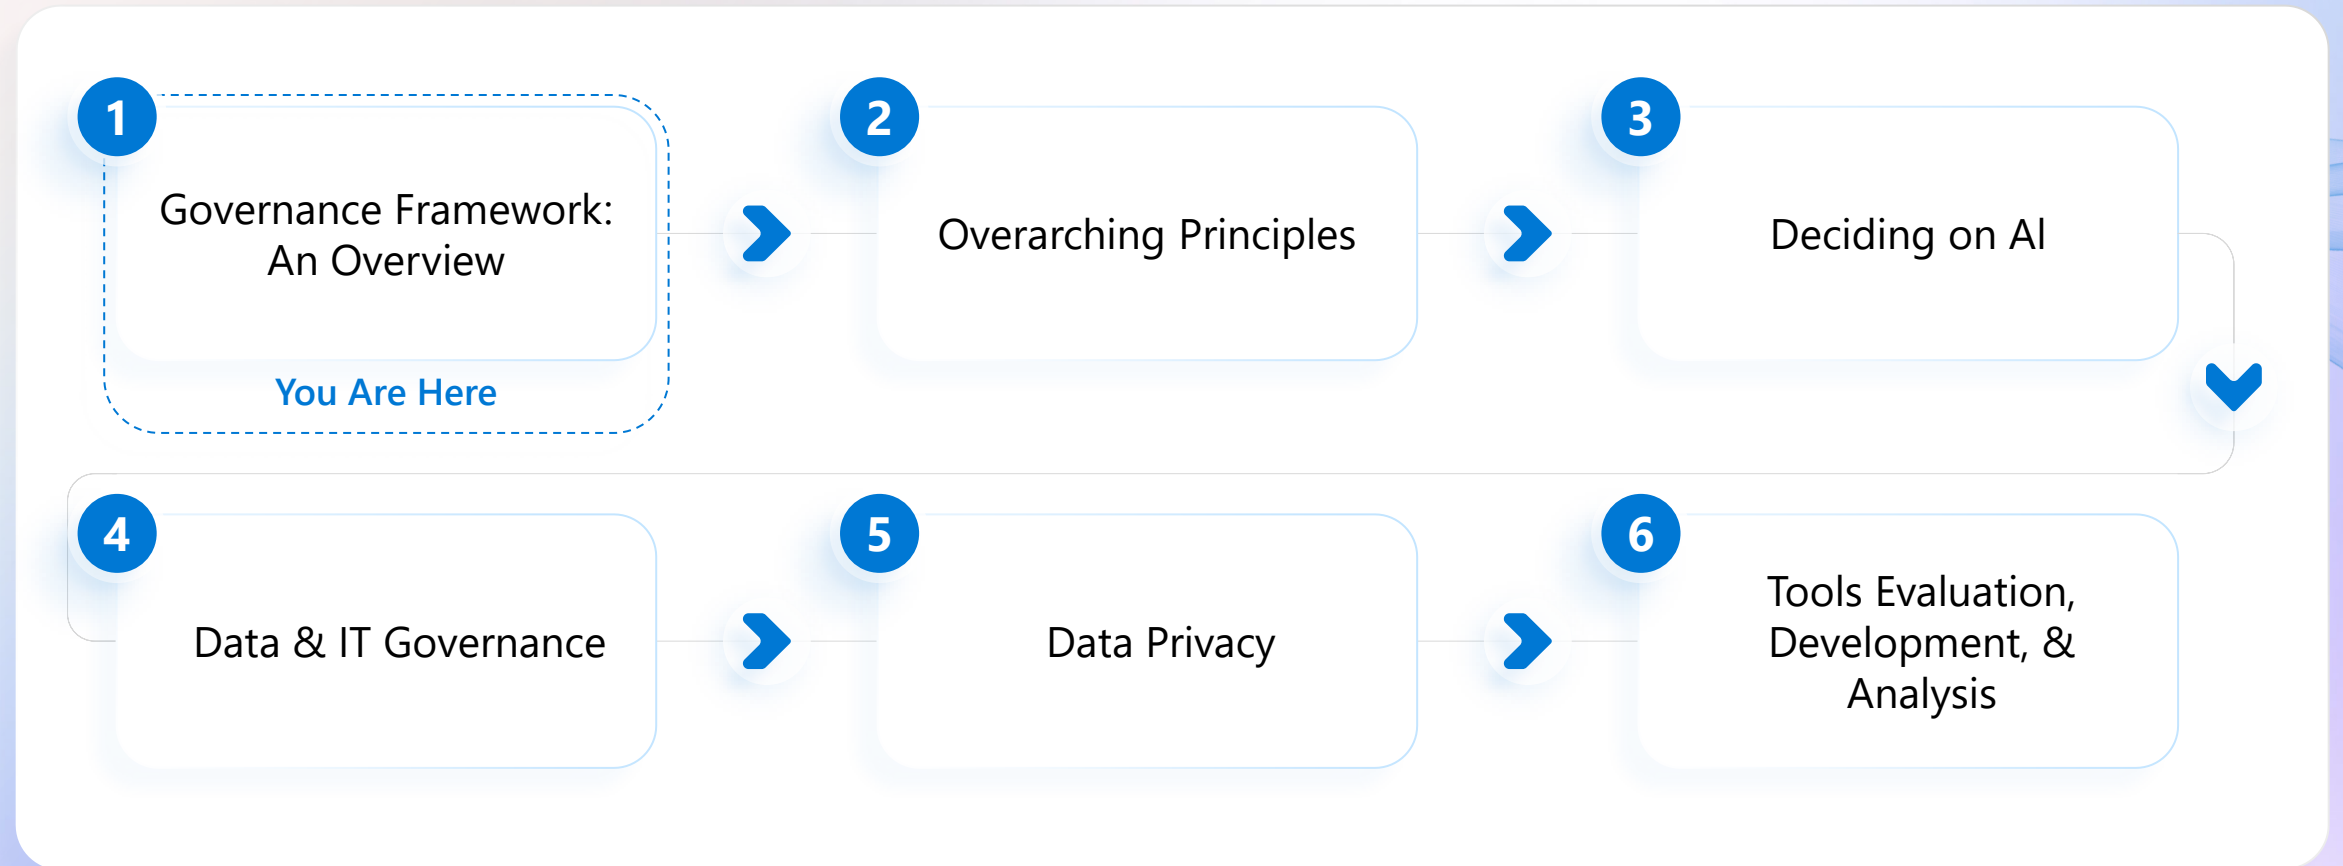 1
Governance Framework:
An Overview
You Are Here
2
Overarching Principles
3
Deciding on AI
4
Data & IT Governance
5
Data Privacy
6
Tools Evaluation,
Development, &
Analysis